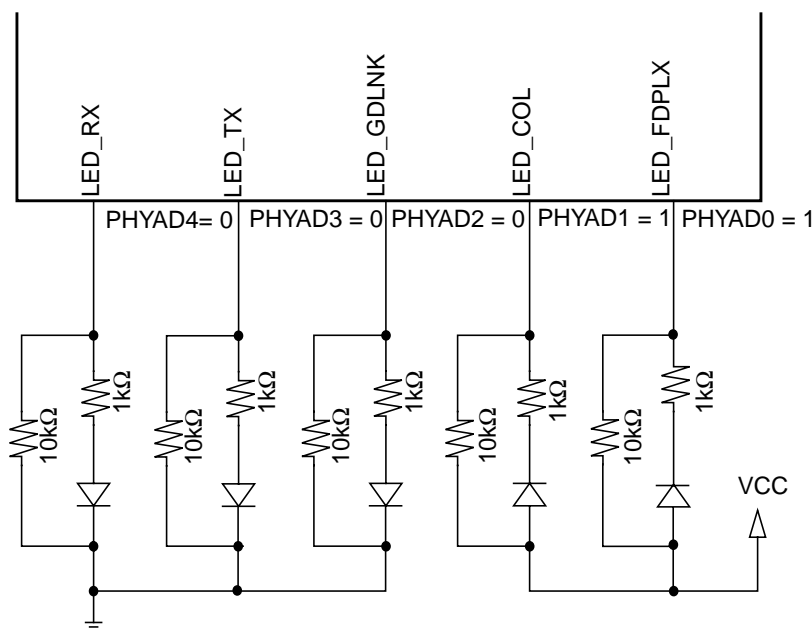 LED_RX
LED_TX
LED_GDLNK
LED_COL
LED_FDPLX
PHYAD4= 0
PHYAD3 = 0
PHYAD2 = 0
PHYAD1 = 1
PHYAD0 = 1
10kΩ
1kΩ
10kΩ
1kΩ
10kΩ
1kΩ
10kΩ
1kΩ
10kΩ
1kΩ
VCC